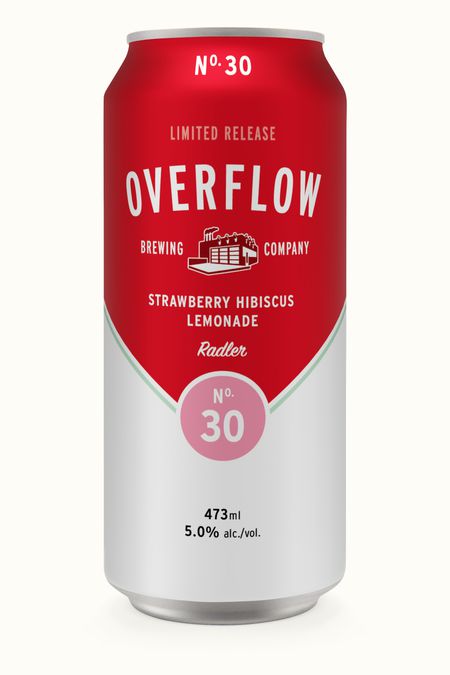 Nº. 30
LIMITED RELEASE
OVERFLOW
BREWING COMPANY
STRAWBERRY HIBISCUS
LEMONADE
Radler
Nº.
30
473ml
5.0% alc./vol.